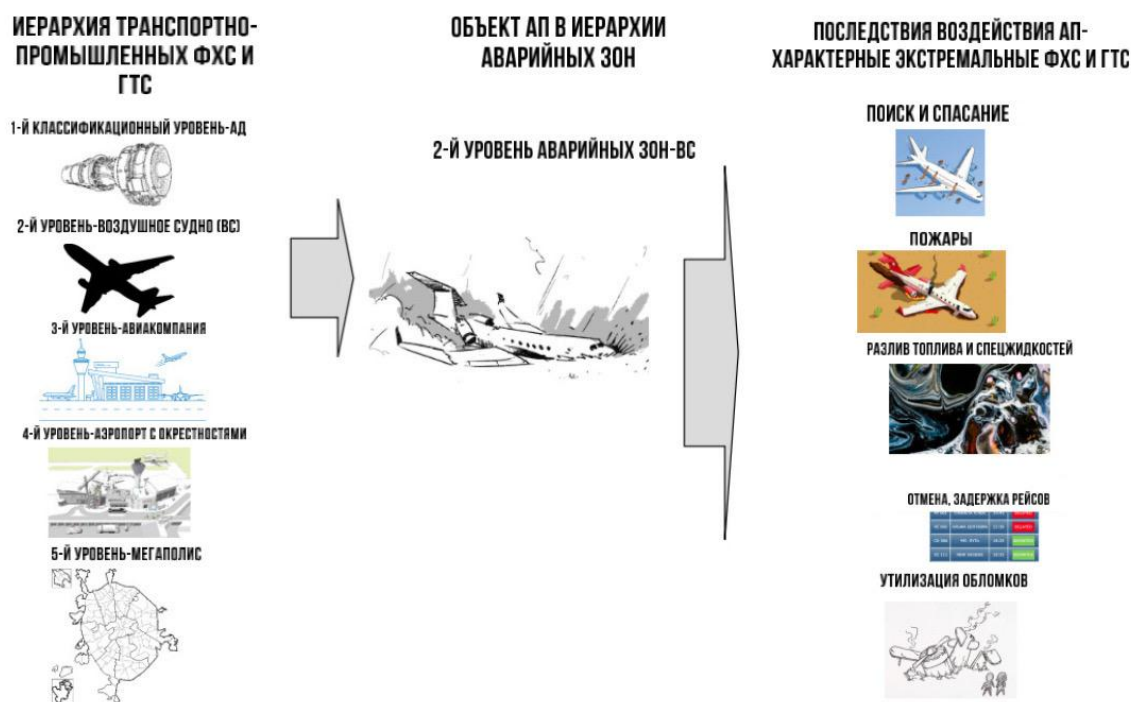 ИЕРАРХИЯ ТРАНСПОРТНО-
ПРОМЫШЛЕННЫХ ФХС И
ГТС
1-Й КЛАССИФИКАЦИОННЫЙ УРОВЕНЬ-АД
2-Й УРОВЕНЬ-ВОЗДУШНОЕ СУДНО (ВС)
3-Й УРОВЕНЬ-АВИАКОМПАНИЯ
4-Й УРОВЕНЬ-АЭРОПОРТ С ОКРЕСТНОСТЯМИ
5-Й УРОВЕНЬ-МЕГАПОЛИС
ОБЪЕКТ АП В ИЕРАРХИИ
АВАРИЙНЫХ ЗОН
2-Й УРОВЕНЬ АВАРИЙНЫХ ЗОН-ВС
ПОСЛЕДСТВИЯ ВОЗДЕЙСТВИЯ АП-
ХАРАКТЕРНЫЕ ЭКСТРЕМАЛЬНЫЕ ФХС И ГТС
ПОИСК И СПАСАНИЕ
ПОЖАРЫ
РАЗЛИВ ТОПЛИВА И СПЕЦЖИДКОСТЕЙ
ОТМЕНА, ЗАДЕРЖКА РЕЙСОВ
УТИЛИЗАЦИЯ ОБЛОМКОВ